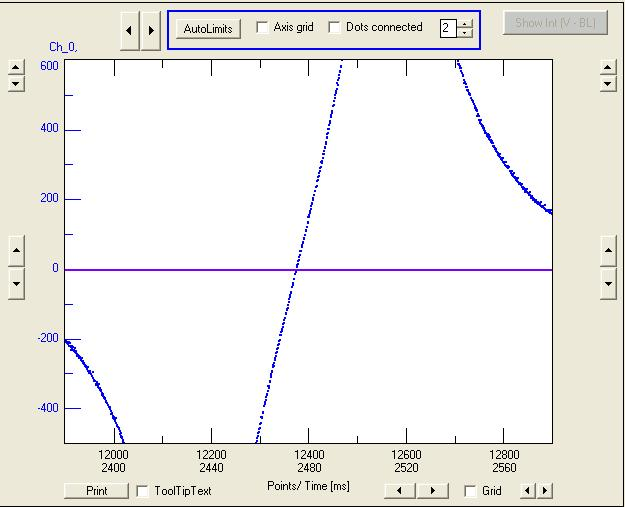 AutoLimits Axis grid Dots connected 2 Show Int (V - BL)
Ch_0,
600
400
200
0
-200
-400
12000 12200 12400 12600 12800
2400 2440 2480 2520 2560
Print ToolTipText Points/ Time [ms] Grid